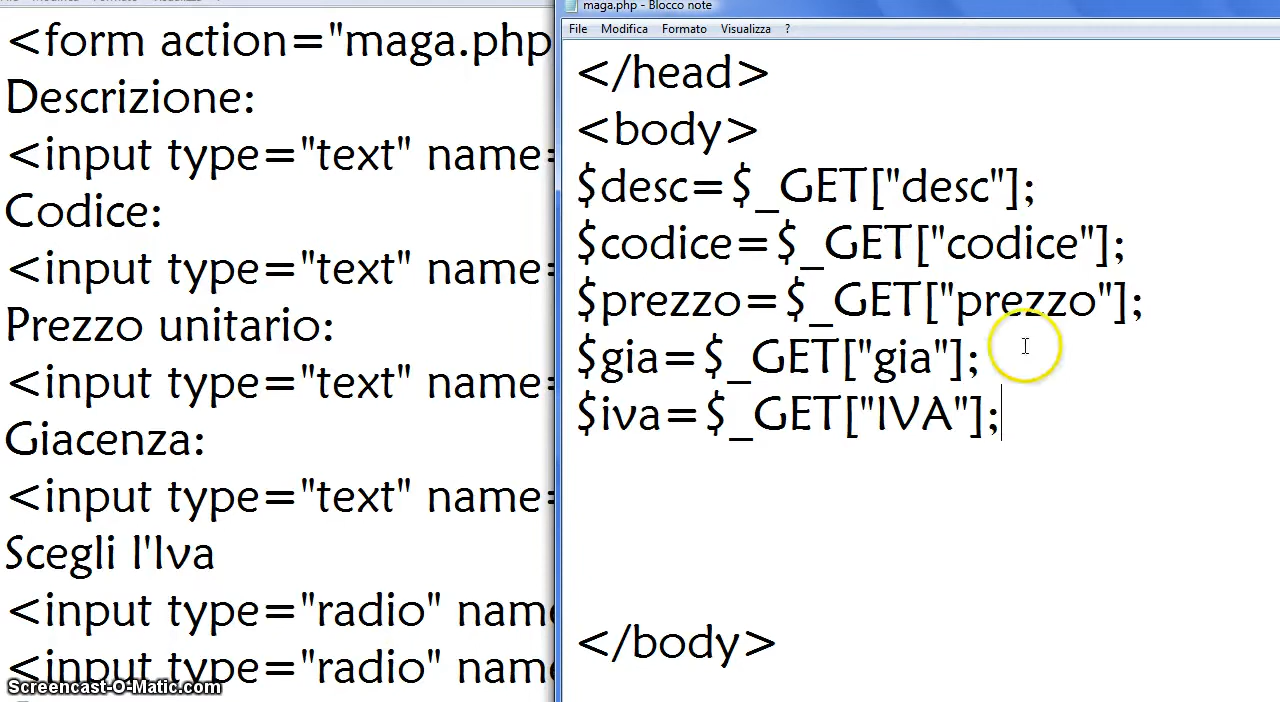 <form action="maga.php
Descrizione:
<input type="text" name=
Codice:
<input type="text" name=
Prezzo unitario:
<input type="text" name=
Giacenza:
<input type="text" name=
Scegli l'Iva
<input type="radio" name
<input type="radio" name
Screencast-O-Matic.com
maga.php - Blocco note
File Modifica Formato Visualizza ?
</head>
<body>
$desc=$_GET["desc"];
$codice=$_GET["codice"];
$prezzo=$_GET["prezzo"];
$gia=$_GET["gia"];
$iva=$_GET["IVA"];
</body>